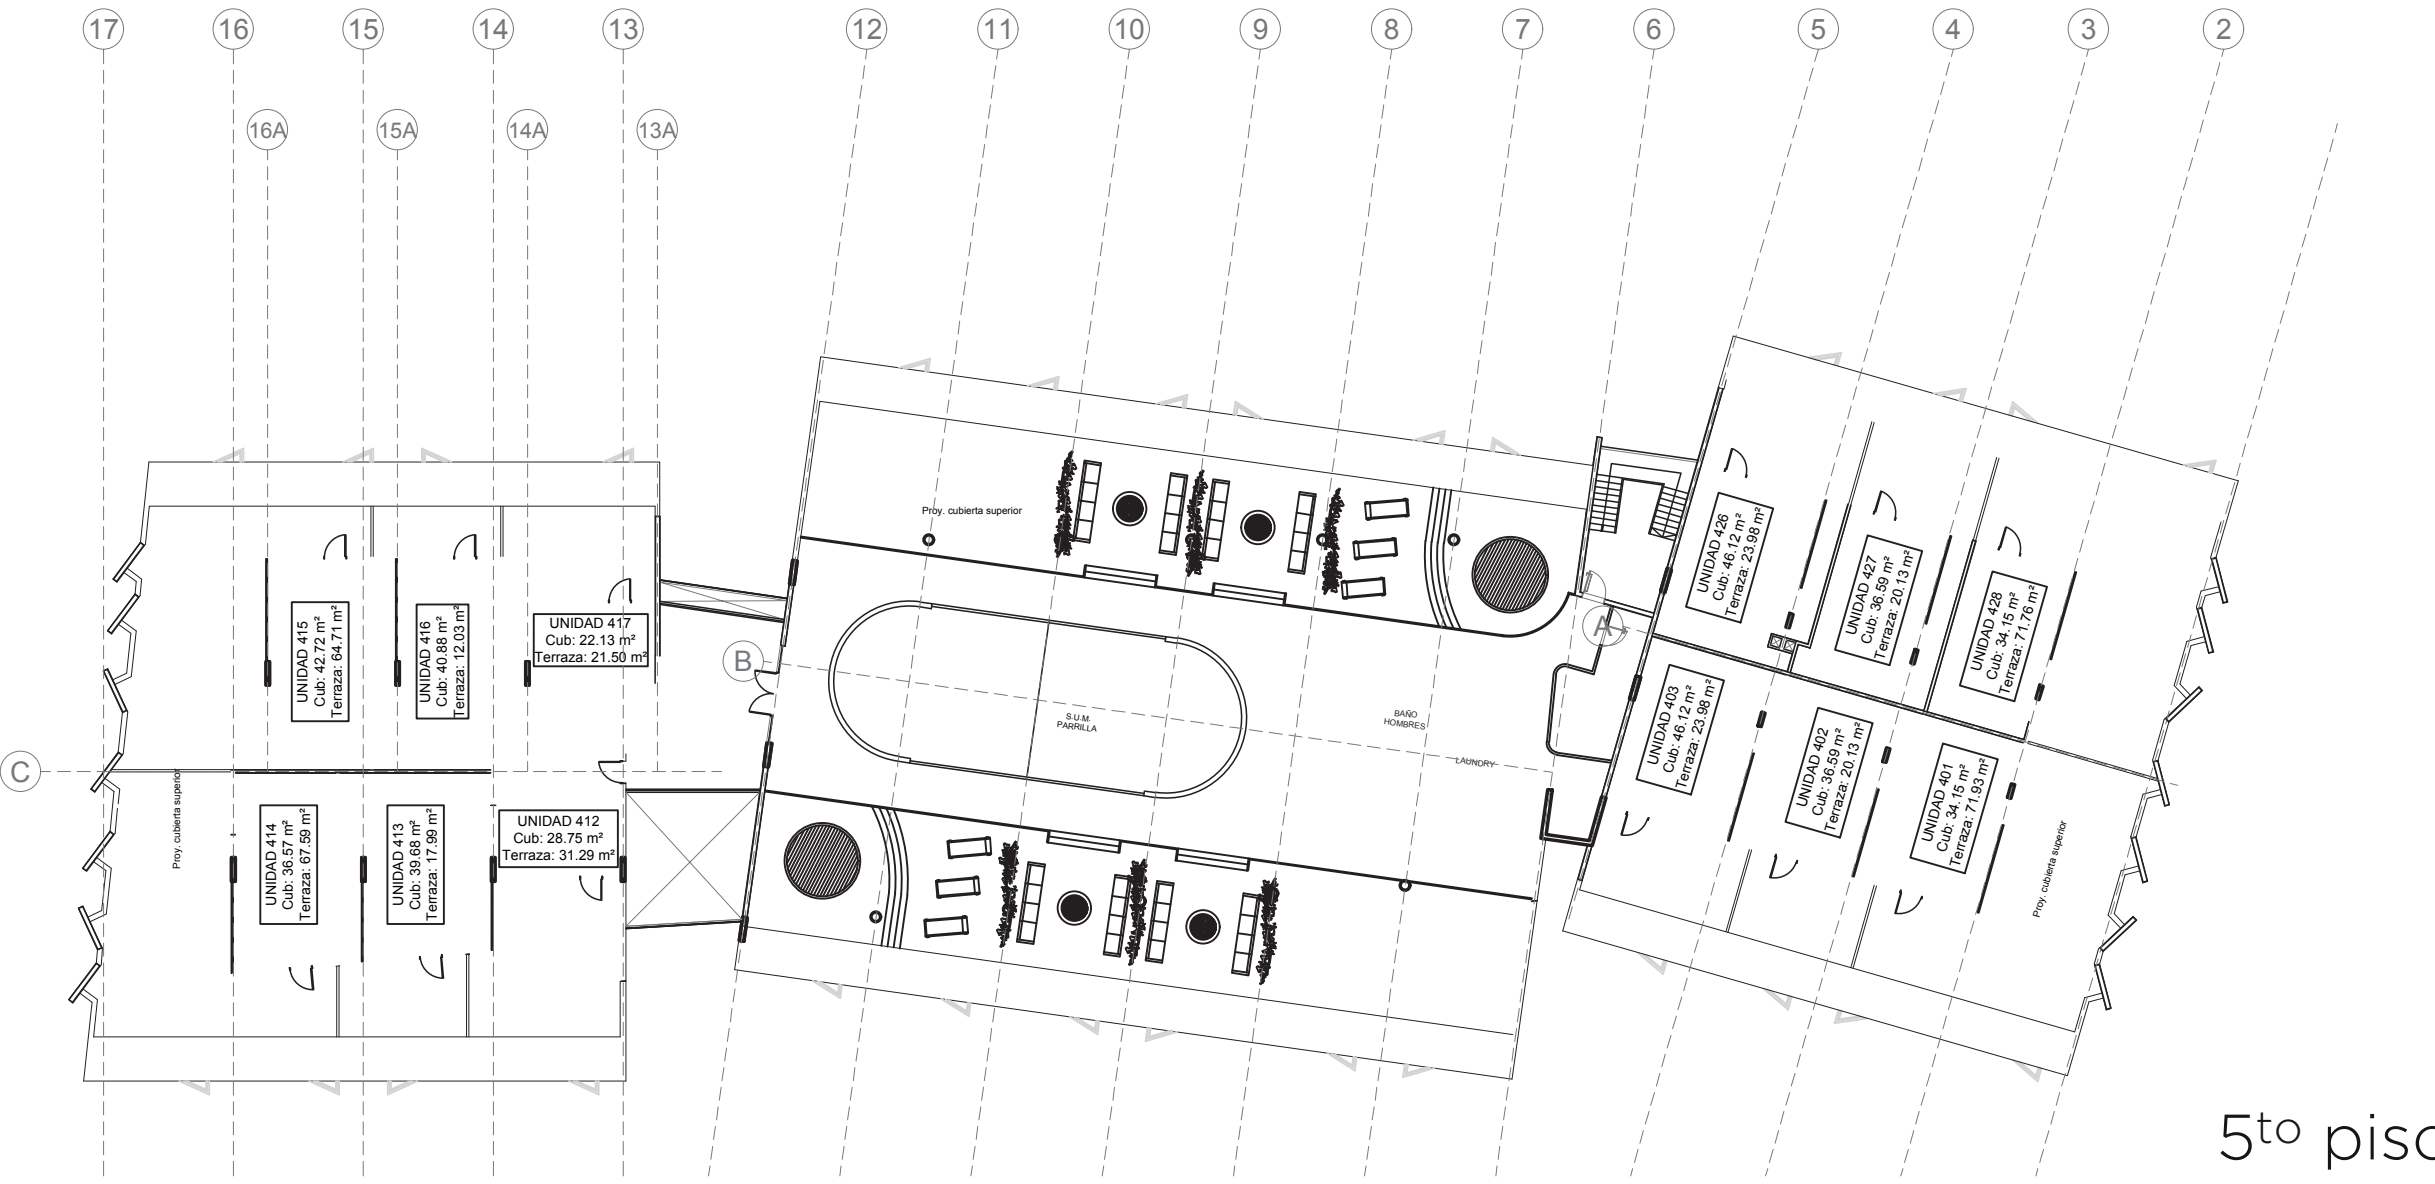 17
16
15
14
13
12
11
10
9
8
7
6
5
4
3
2
16A
15A
14A
13A
UNIDAD 415
Cub: 42.72 m²
Terraza: 64.71 m²
UNIDAD 416
Cub: 40.88 m²
Terraza: 12.03 m²
UNIDAD 417
Cub: 22.13 m²
Terraza: 21.50 m²
C
Proy. cubierta superior
UNIDAD 414
Cub: 36.57 m²
Terraza: 67.59 m²
UNIDAD 413
Cub: 39.68 m²
Terraza: 17.99 m²
UNIDAD 412
Cub: 28.75 m²
Terraza: 31.29 m²
Proy. cubierta superior
B
S.U.M.
PARRILLA
BAÑO
HOMBRES
LAUNDRY
A
UNIDAD 426
Cub: 46.12 m²
Terraza: 23.98 m²
UNIDAD 427
Cub: 36.59 m²
Terraza: 20.13 m²
UNIDAD 428
Cub: 34.15 m²
Terraza: 71.76 m²
UNIDAD 403
Cub: 46.12 m²
Terraza: 23.98 m²
UNIDAD 402
Cub: 36.59 m²
Terraza: 20.13 m²
UNIDAD 401
Cub: 34.15 m²
Terraza: 71.93 m²
Proy. cubierta superior
5to pis